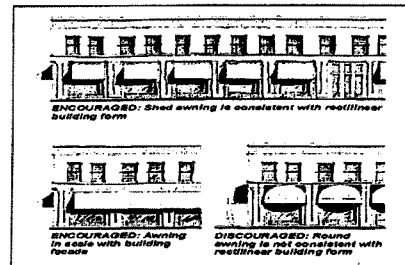 ENCOURAGED: Shed awning is consistent with rectilinear
building form
ENCOURAGED: Awning
in scale with building
facade
DISCOURAGED: Round
awning is not consistent with
rectilinear building form